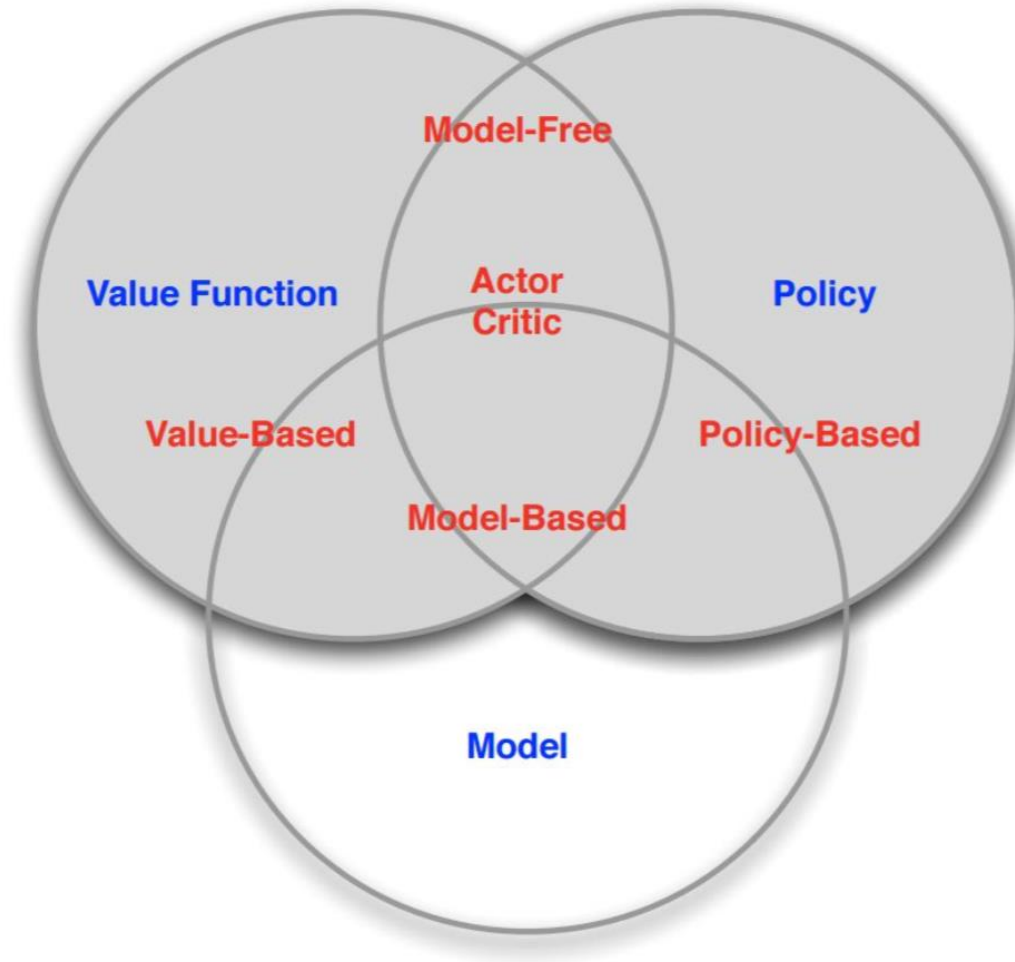 Model-Free
Value Function
Actor
Critic
Policy
Value-Based
Policy-Based
Model-Based
Model